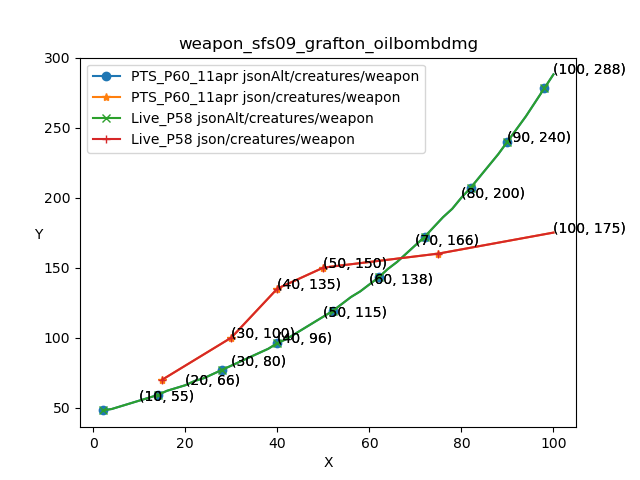 weapon_sfs09_grafton_oilbombdmg
PTS_P60_11apr jsonAlt/creatures/weapon
PTS_P60_11apr json/creatures/weapon
Live_P58 jsonAlt/creatures/weapon
Live_P58 json/creatures/weapon
(100, 288)
(90, 240)
(80, 200)
(100, 175)
(70, 166)
(50, 150)
(60, 138)
(40, 135)
(50, 115)
(30, 100)
(40, 96)
(30, 80)
(20, 66)
(10, 55)
300
250
200
150
100
50
Y
0 20 40 60 80 100
X